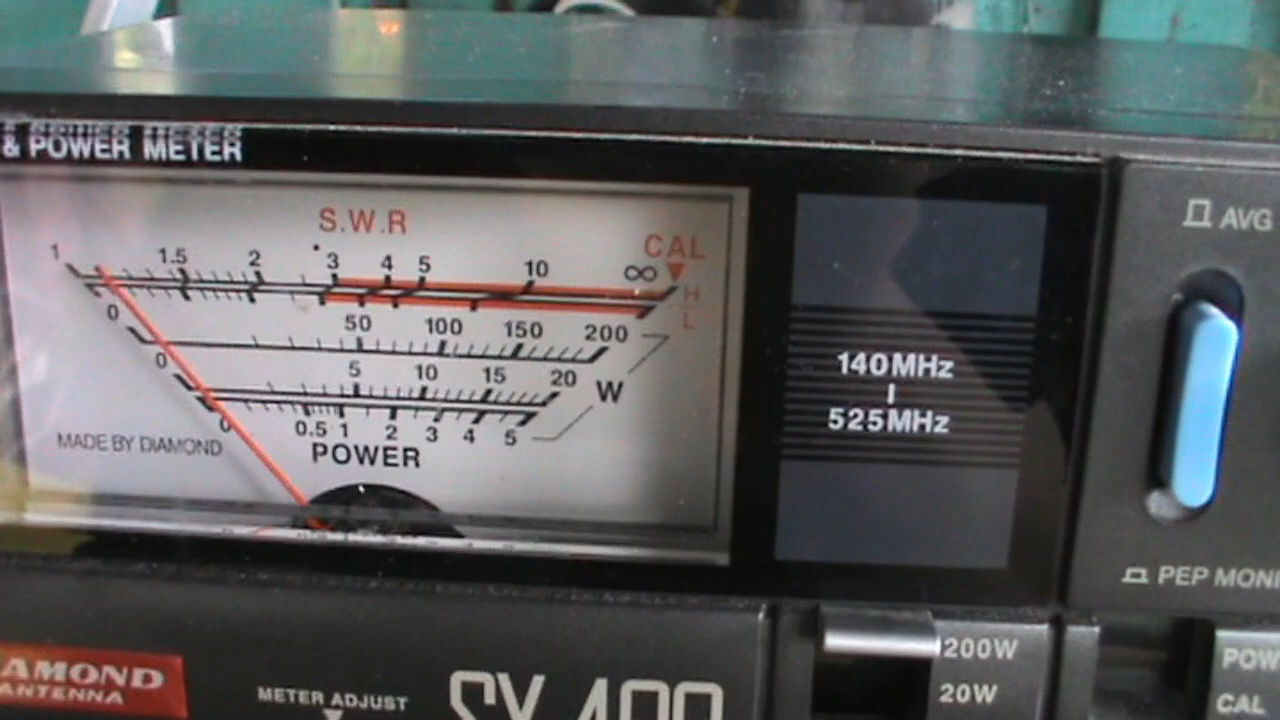 & POWER METER
S.W.R
CAL
1 1.5 2 3 4 5 10 ∞
H
L
0 50 100 150 200
0 5 10 15 20
W
0 0.5 1 2 3 4 5
POWER
MADE BY DIAMOND
140MHz
525MHz
AVG
PEP MONI
AMOND
ANTENNA
METER ADJUST
SX-400
200W
20W
POW
CAL